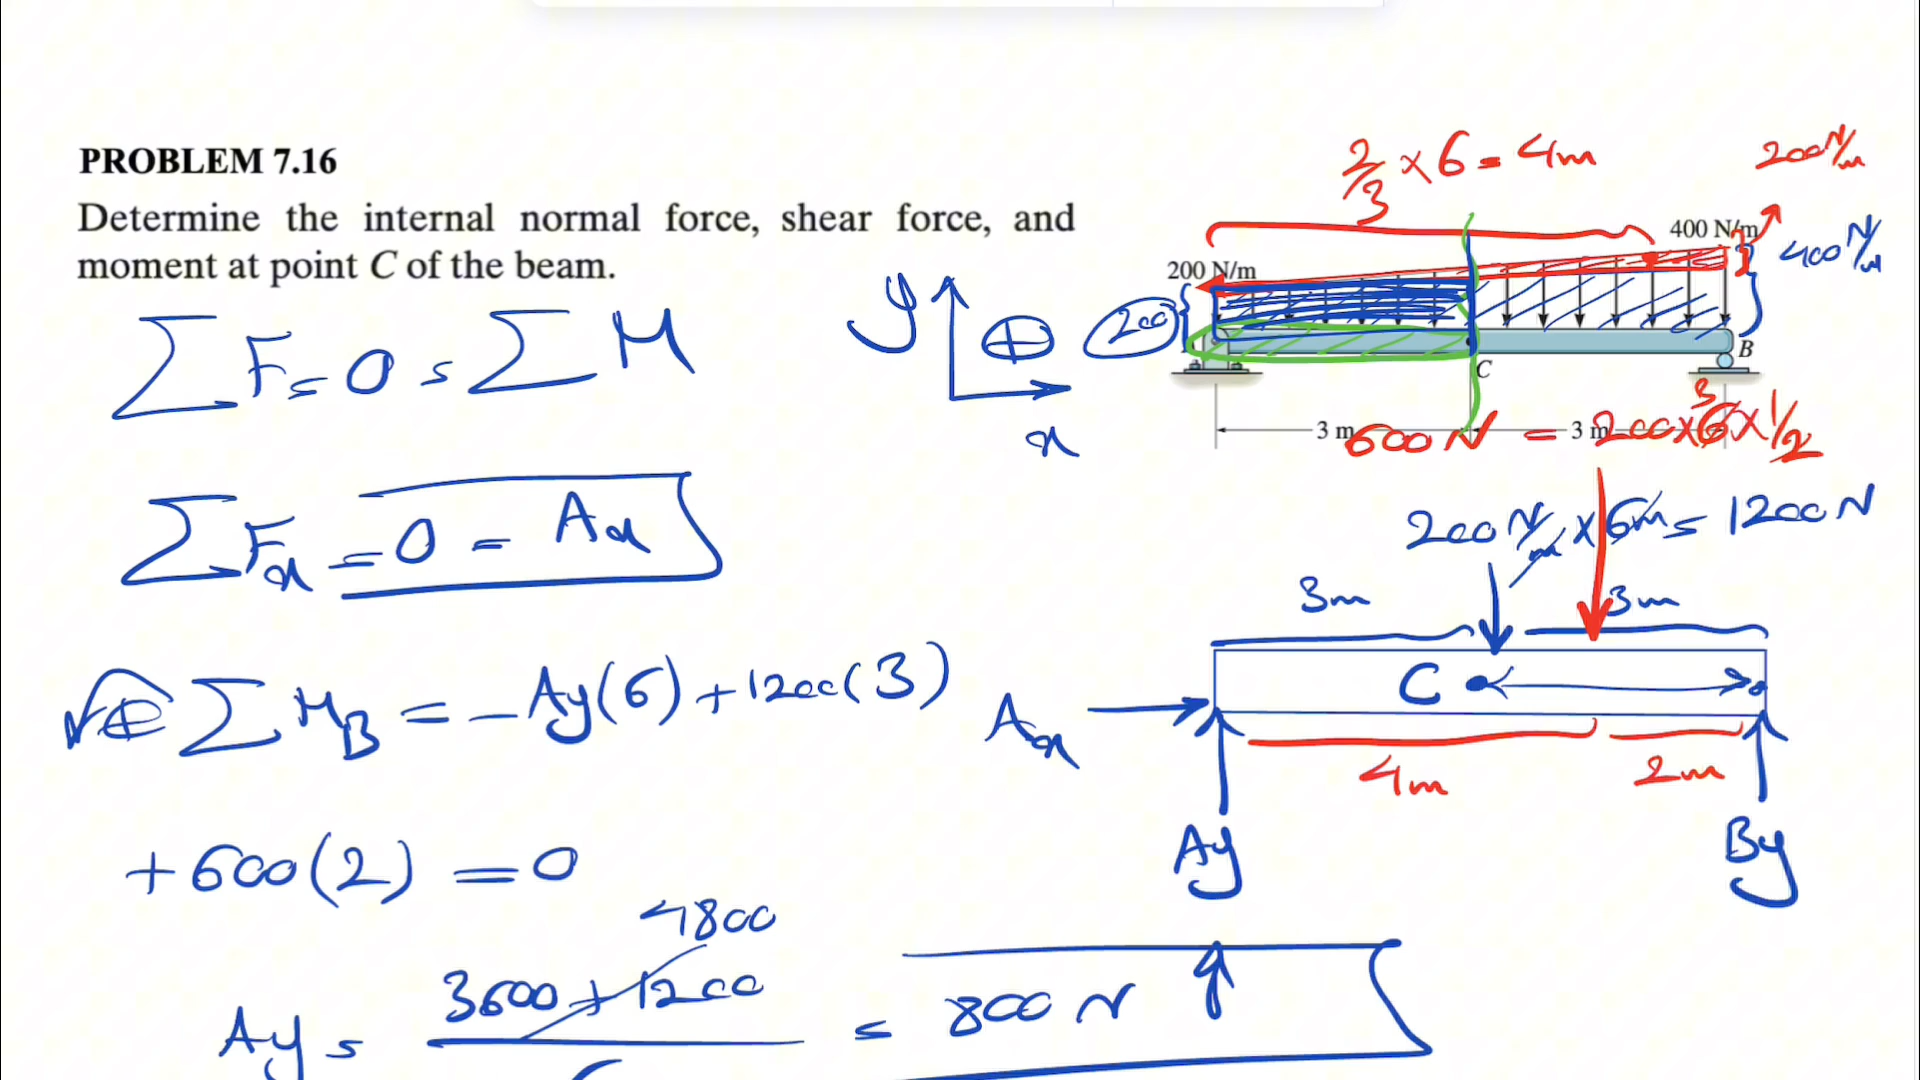 PROBLEM 7.16
Determine the internal normal force, shear force, and
moment at point C of the beam.
2/3 × 6 = 4m
200 N/m
400 N/m
400 N/m
200 N/m
200
B
C
3 m
3 m
600 N = 200×6×1/2
3
y
x
⊕
ΣF = 0 = ΣM
ΣFx = 0 = Ax
200 N/m × 6m = 1200 N
3m
3m
C
Ax
4m
2m
Ay
By
⊕ ΣM_B = -Ay(6) + 1200(3)
+600(2) = 0
4800
Ay = 3600 + 1200 = 800 N ↑